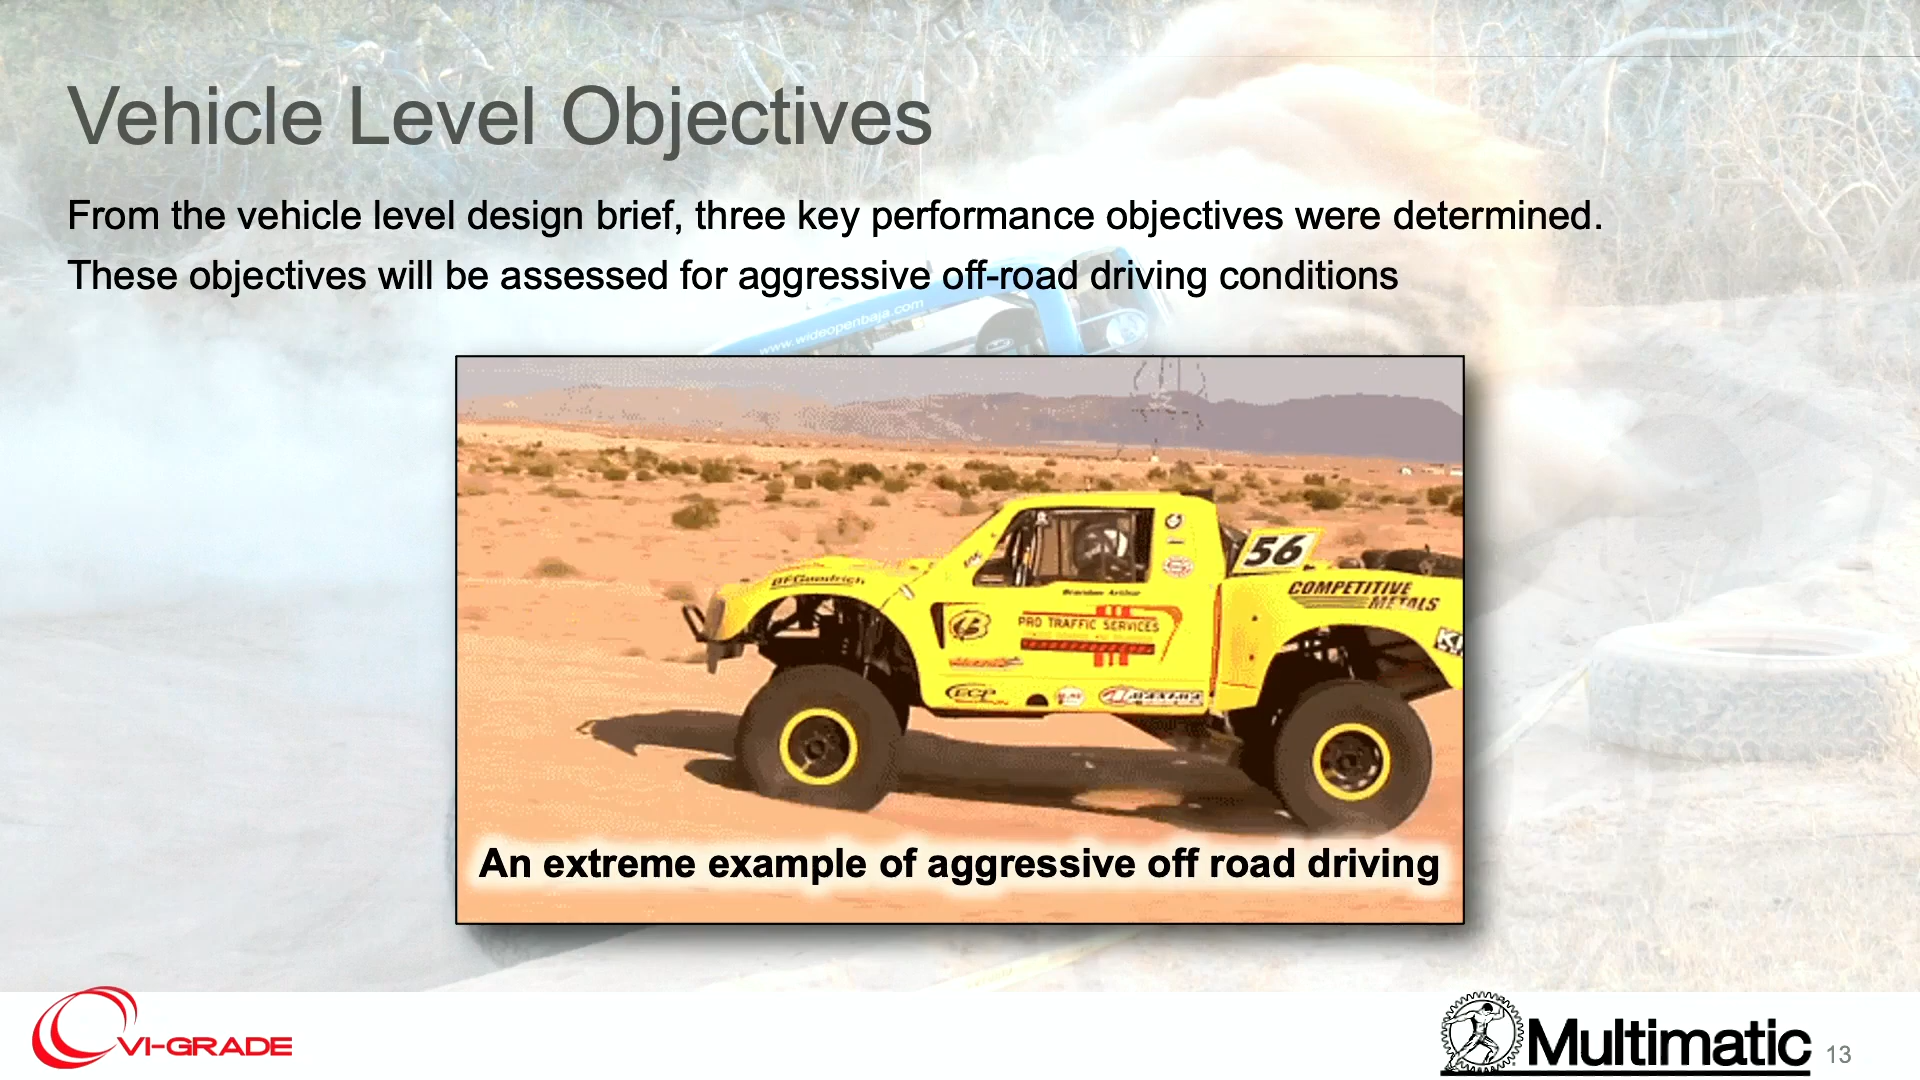 Vehicle Level Objectives
From the vehicle level design brief, three key performance objectives were determined.
These objectives will be assessed for aggressive off-road driving conditions
www.wideopenbaja.com
56
BFGoodrich
COMPETITIVE
METALS
PRO TRAFFIC SERVICES
An extreme example of aggressive off road driving
VI-GRADE
Multimatic
13